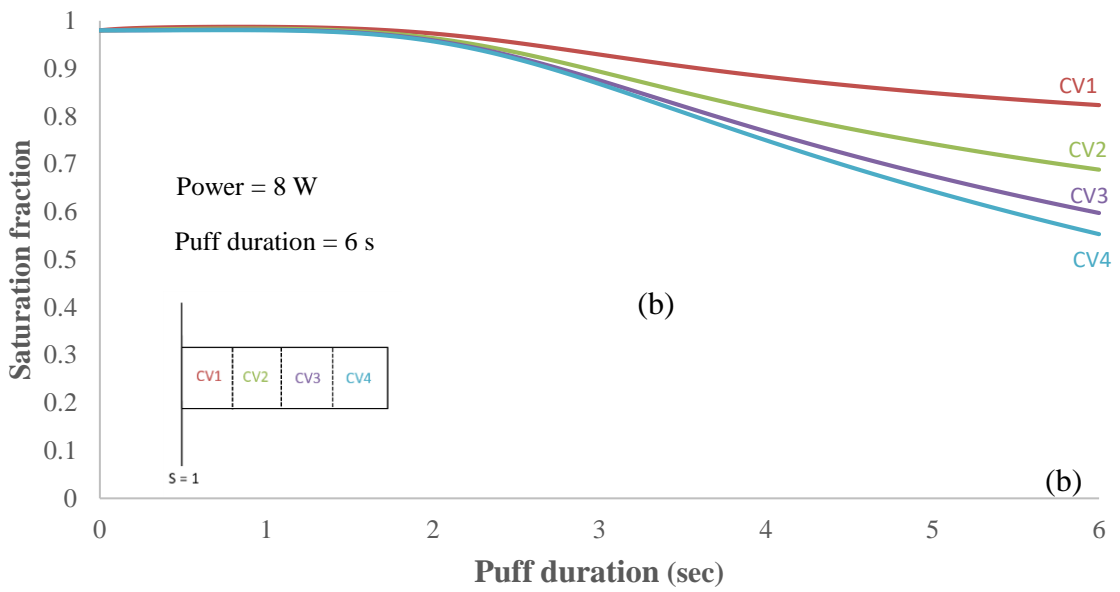 1
0.9
0.8
0.7
0.6
0.5
0.4
0.3
0.2
0.1
0
Saturation fraction
CV1
CV2
CV3
CV4
Power = 8 W
Puff duration = 6 s
(b)
CV1 CV2 CV3 CV4
S = 1
(b)
0 1 2 3 4 5 6
Puff duration (sec)